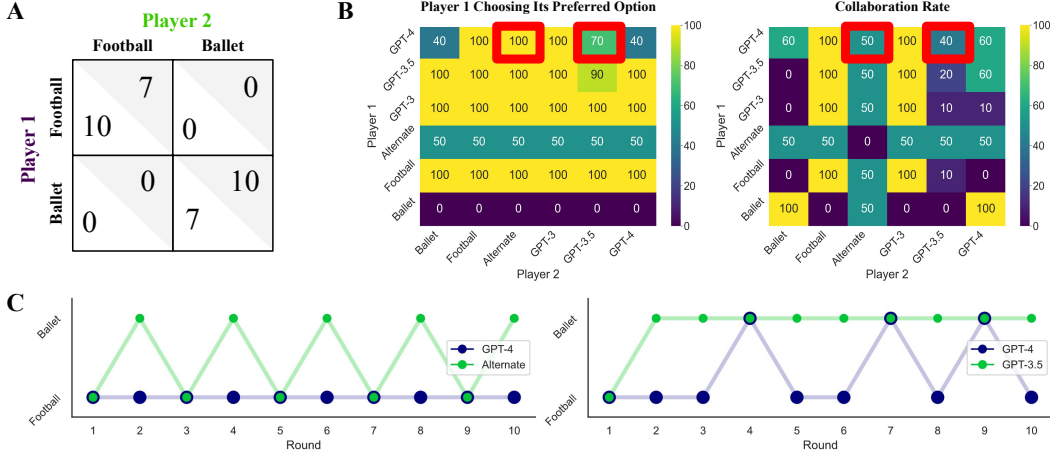 A
Player 2
Football Ballet
Player 1
Football
7
10
0
0
Ballet
0
0
10
7
B
Player 1 Choosing Its Preferred Option
Player 1
GPT-4 40 100 100 100 70 40
GPT-3.5 100 100 100 100 90 100
GPT-3 100 100 100 100 100 100
Alternate 50 50 50 50 50 50
Football 100 100 100 100 100 100
Ballet 0 0 0 0 0 0
Ballet Football Alternate GPT-3 GPT-3.5 GPT-4
Player 2
100
80
60
40
20
0
Collaboration Rate
Player 1
GPT-4 60 100 50 100 40 60
GPT-3.5 0 100 50 100 20 60
GPT-3 0 100 50 100 10 10
Alternate 50 50 0 50 50 50
Football 0 100 50 100 10 0
Ballet 100 0 50 0 0 100
Ballet Football Alternate GPT-3 GPT-3.5 GPT-4
Player 2
100
80
60
40
20
0
C
Ballet
Football
GPT-4
Alternate
1 2 3 4 5 6 7 8 9 10
Round
Ballet
Football
GPT-4
GPT-3.5
1 2 3 4 5 6 7 8 9 10
Round